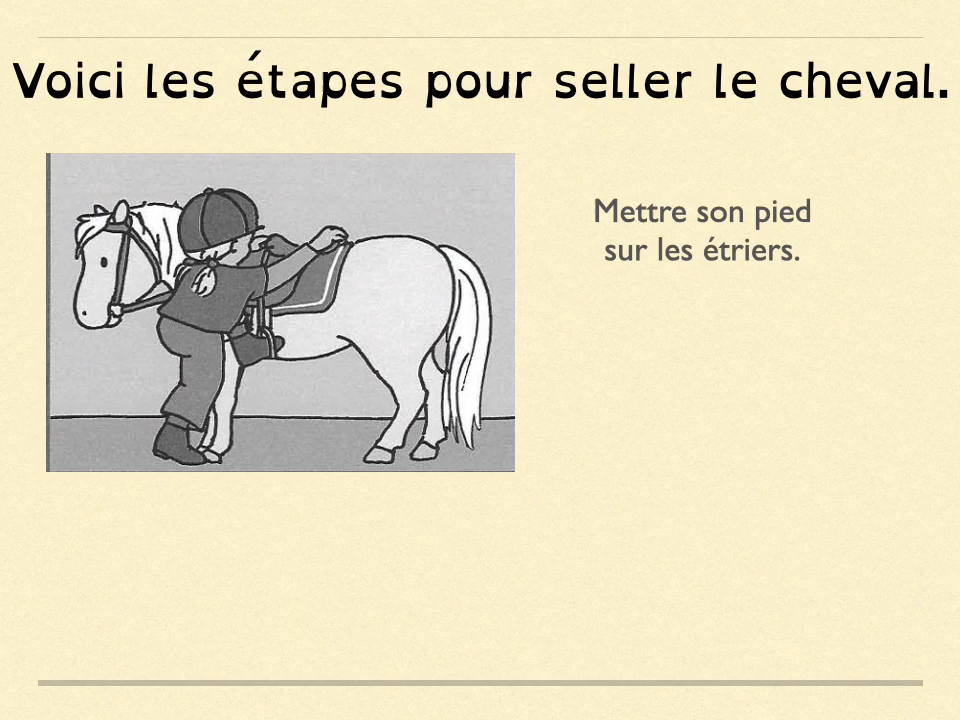 Voici les étapes pour seller le cheval.
Mettre son pied
sur les étriers.